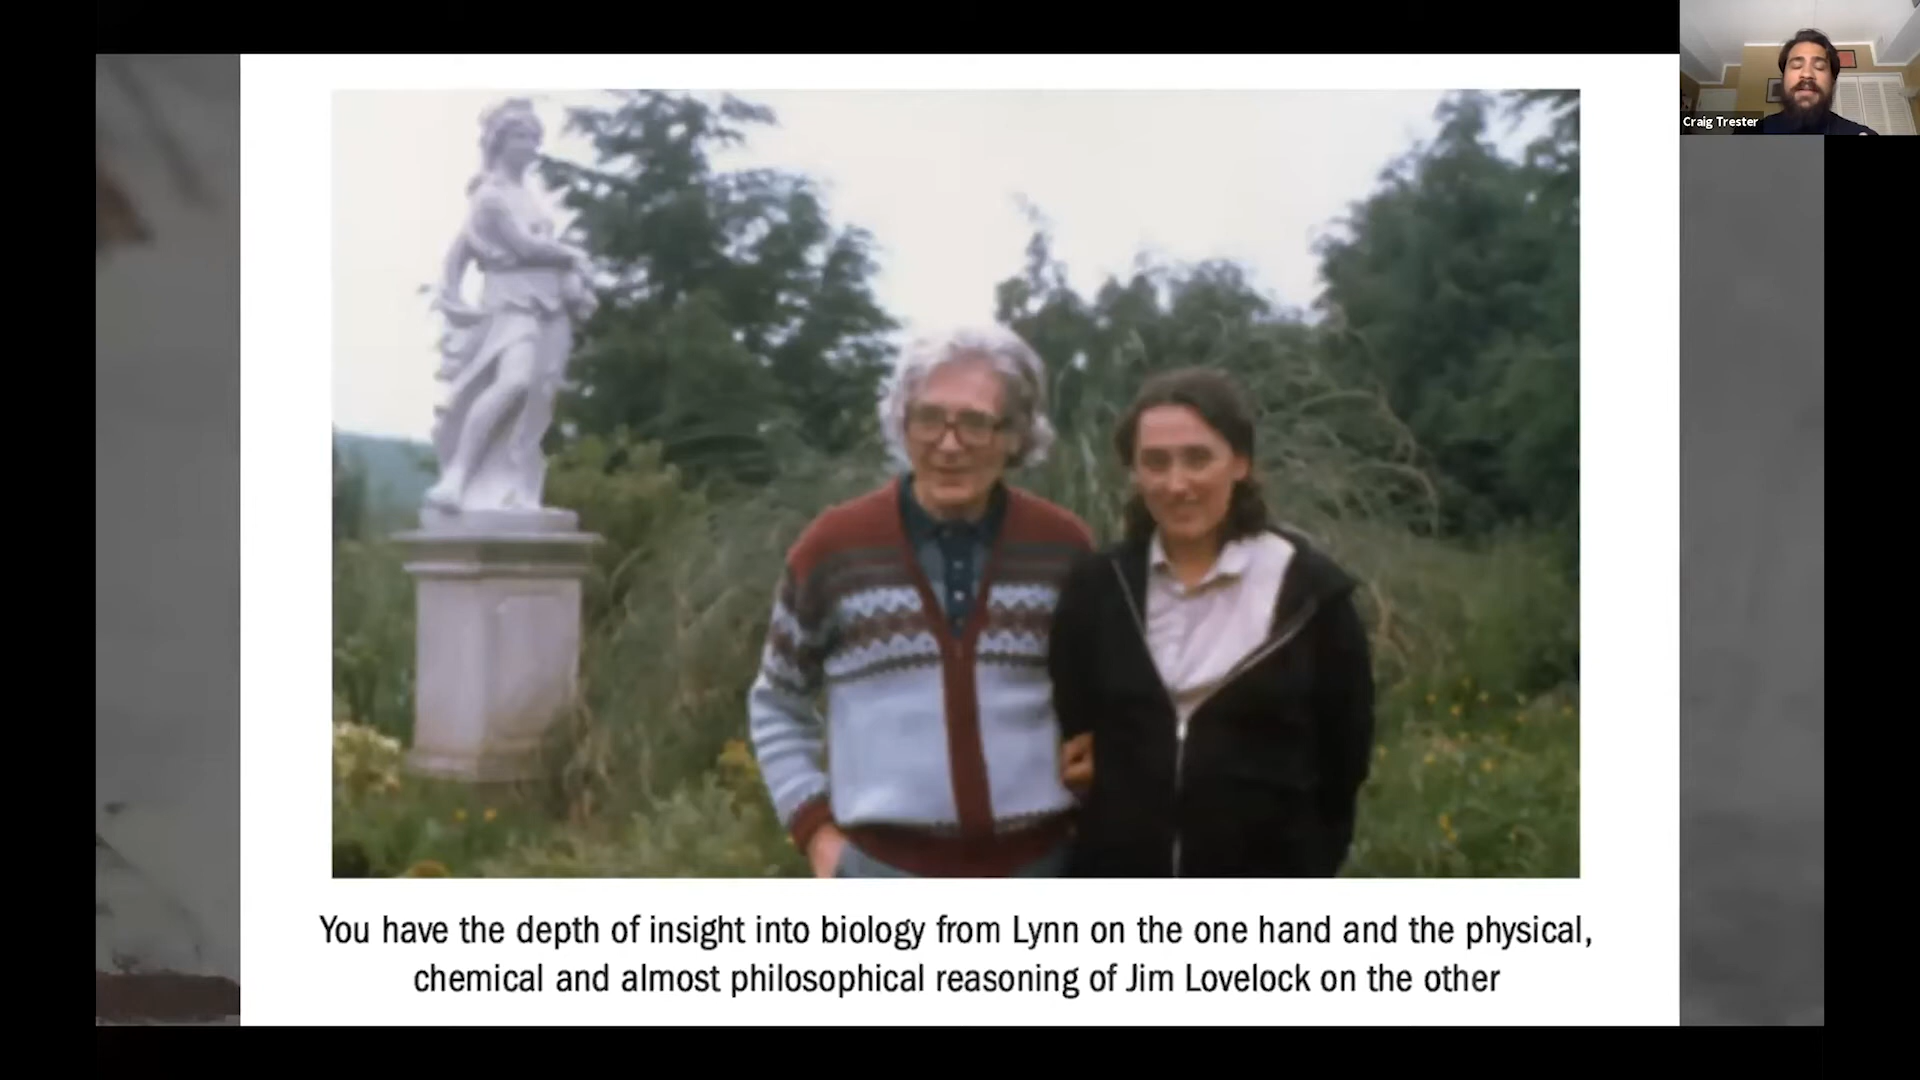 Craig Trester
You have the depth of insight into biology from Lynn on the one hand and the physical,
chemical and almost philosophical reasoning of Jim Lovelock on the other